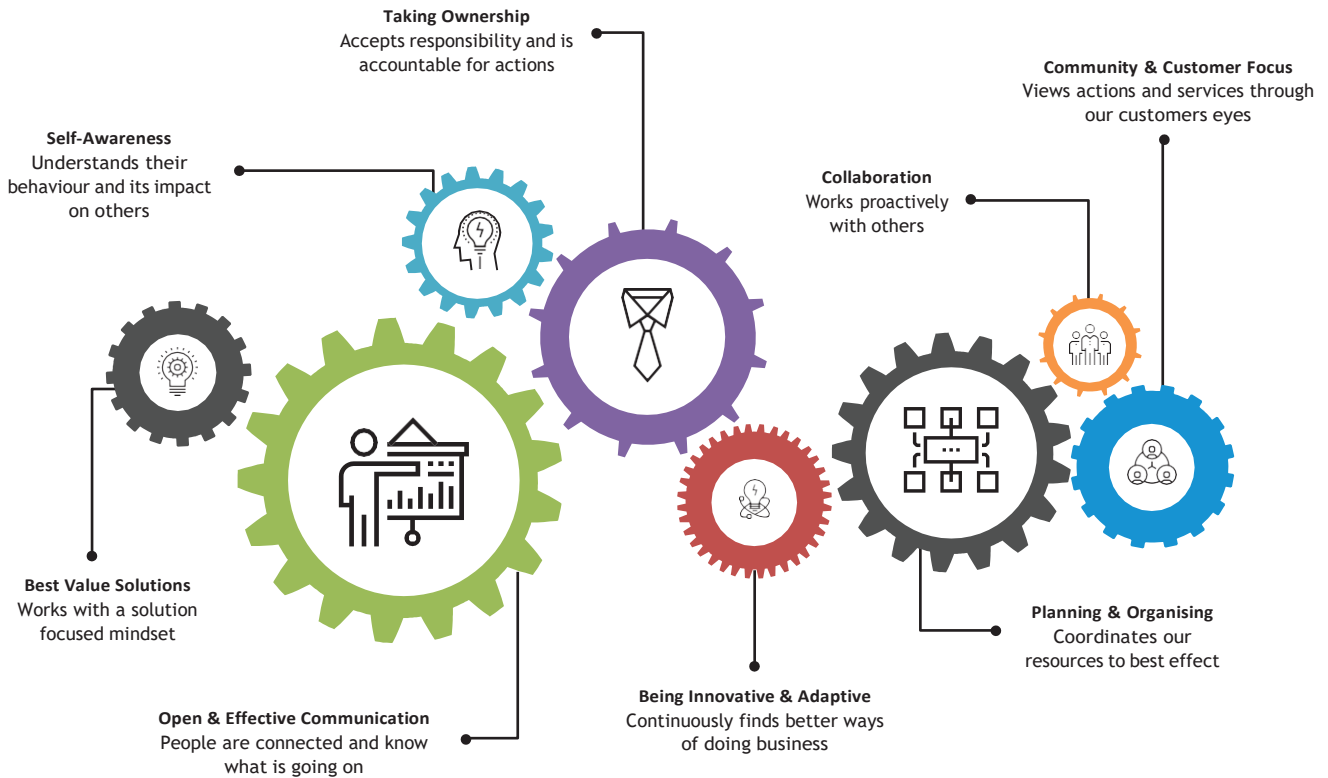 Taking Ownership
Accepts responsibility and is
accountable for actions
Community & Customer Focus
Views actions and services through
our customers eyes
Self-Awareness
Understands their
behaviour and its impact
on others
Collaboration
Works proactively
with others
Best Value Solutions
Works with a solution
focused mindset
Planning & Organising
Coordinates our
resources to best effect
Being Innovative & Adaptive
Continuously finds better ways
of doing business
Open & Effective Communication
People are connected and know
what is going on